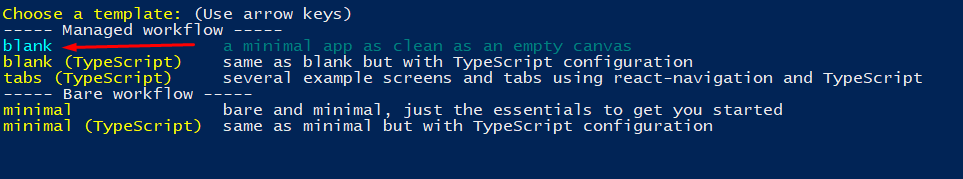 Choose a template: (Use arrow keys)
----- Managed workflow -----
blank a minimal app as clean as an empty canvas
blank (TypeScript) same as blank but with TypeScript configuration
tabs (TypeScript) several example screens and tabs using react-navigation and TypeScript
----- Bare workflow -----
minimal bare and minimal, just the essentials to get you started
minimal (TypeScript) same as minimal but with TypeScript configuration